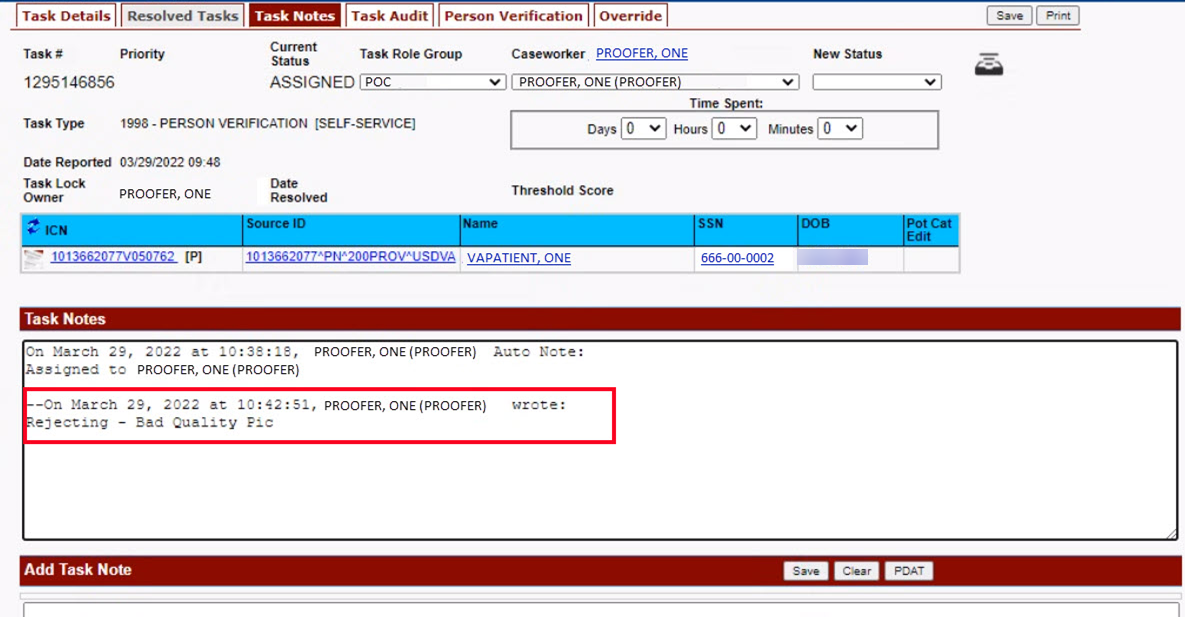 Task Details Resolved Tasks Task Notes Task Audit Person Verification Override Save Print
Task # Priority Current Status Task Role Group Caseworker PROOFER, ONE New Status
1295146856 ASSIGNED POC PROOFER, ONE (PROOFER)
Time Spent:
Task Type 1998 - PERSON VERIFICATION [SELF-SERVICE] Days 0 Hours 0 Minutes 0
Date Reported 03/29/2022 09:48
Task Lock Owner PROOFER, ONE Date Resolved Threshold Score
ICN Source ID Name SSN DOB Pot Cat Edit
1013662077V050762 [P] 1013662077^PN^200PROV^USDVA VAPATIENT, ONE 666-00-0002
Task Notes
On March 29, 2022 at 10:38:18, PROOFER, ONE (PROOFER) Auto Note:
Assigned to PROOFER, ONE (PROOFER)
--On March 29, 2022 at 10:42:51, PROOFER, ONE (PROOFER) wrote:
Rejecting - Bad Quality Pic
Add Task Note Save Clear PDAT